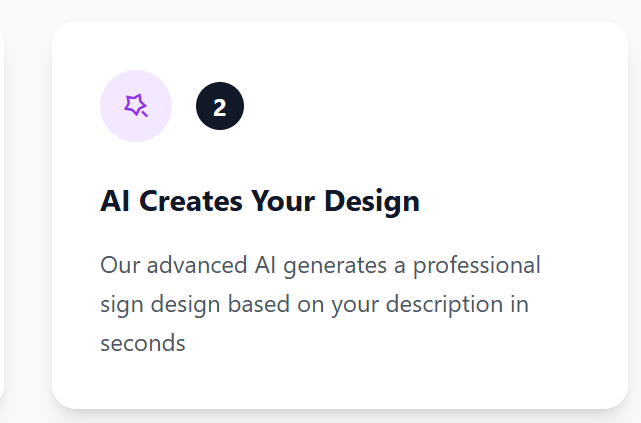 2
AI Creates Your Design
Our advanced AI generates a professional
sign design based on your description in
seconds